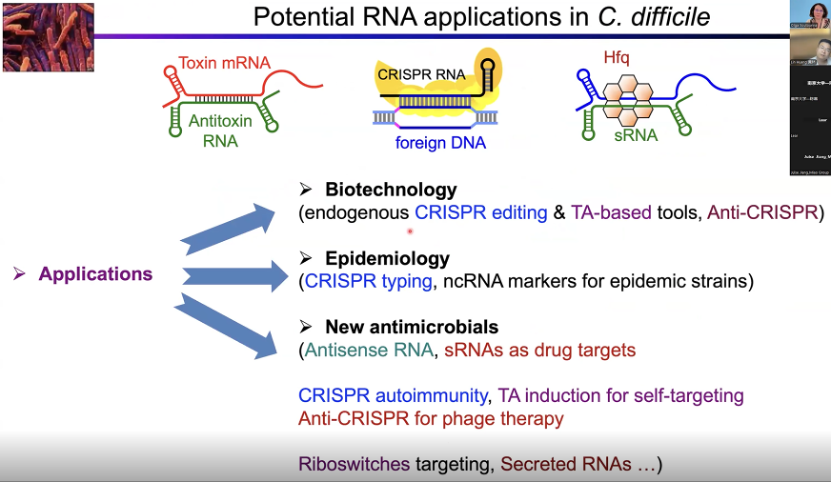 Potential RNA applications in C. difficile
Toxin mRNA
Antitoxin
RNA
CRISPR RNA
foreign DNA
Hfq
sRNA
➢ Applications
➢ Biotechnology
(endogenous CRISPR editing & TA-based tools, Anti-CRISPR)
➢ Epidemiology
(CRISPR typing, ncRNA markers for epidemic strains)
➢ New antimicrobials
(Antisense RNA, sRNAs as drug targets
CRISPR autoimmunity, TA induction for self-targeting
Anti-CRISPR for phage therapy
Riboswitches targeting, Secreted RNAs …)